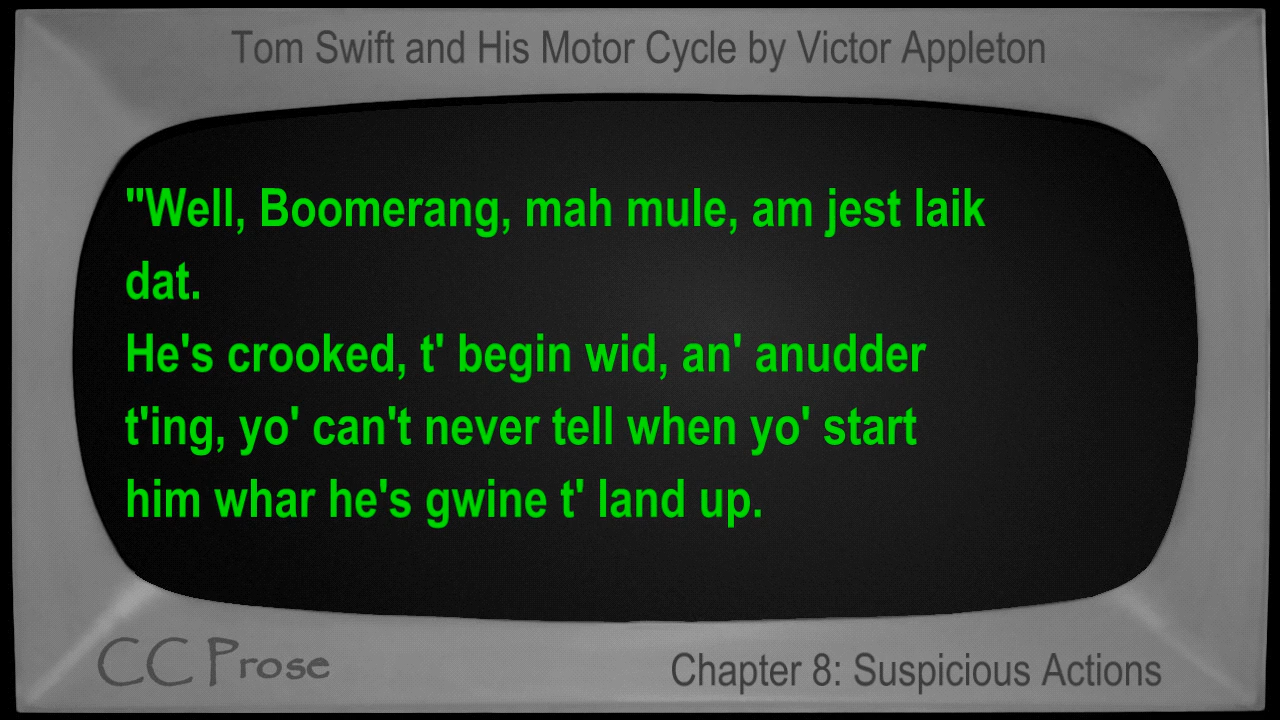 Tom Swift and His Motor Cycle by Victor Appleton
"Well, Boomerang, mah mule, am jest laik
dat.
He's crooked, t' begin wid, an' anudder
t'ing, yo' can't never tell when yo' start
him whar he's gwine t' land up.
CC Prose
Chapter 8: Suspicious Actions